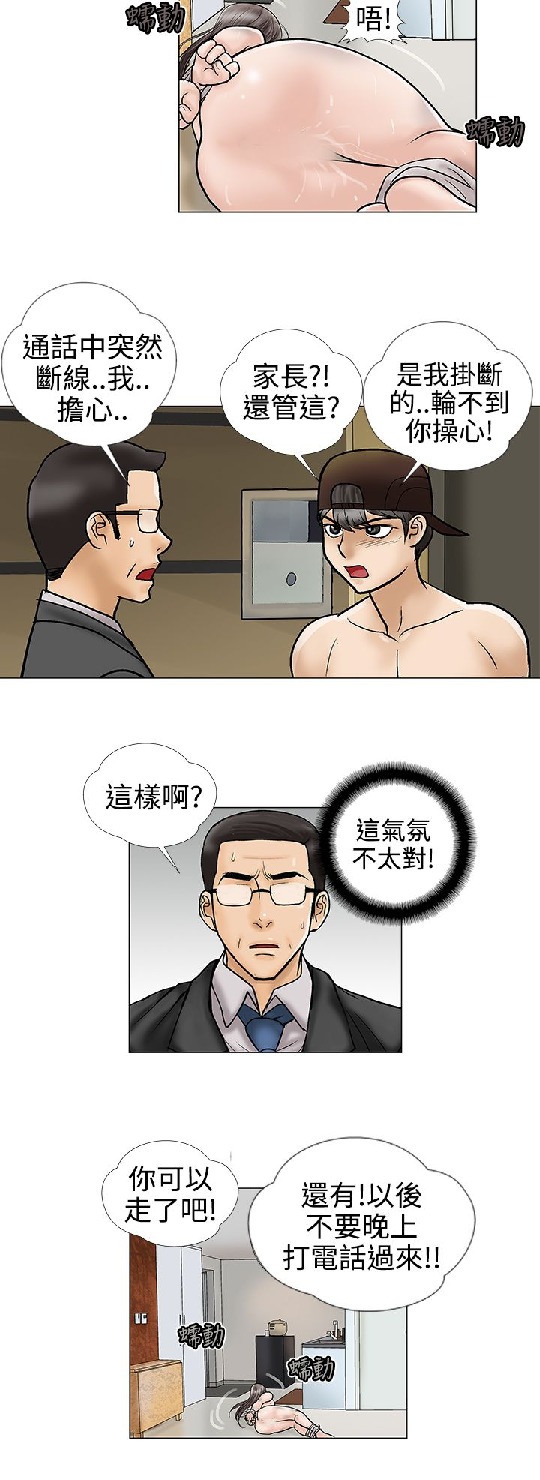 蠕動
唔!
蠕動
通話中突然
斷線..我..
擔心..
家長?!
還管這?
是我掛斷
的..輪不到
你操心!
這樣啊?
這氣氛
不太對!
你可以
走了吧!
還有!以後
不要晚上
打電話過來!!
蠕動
蠕動